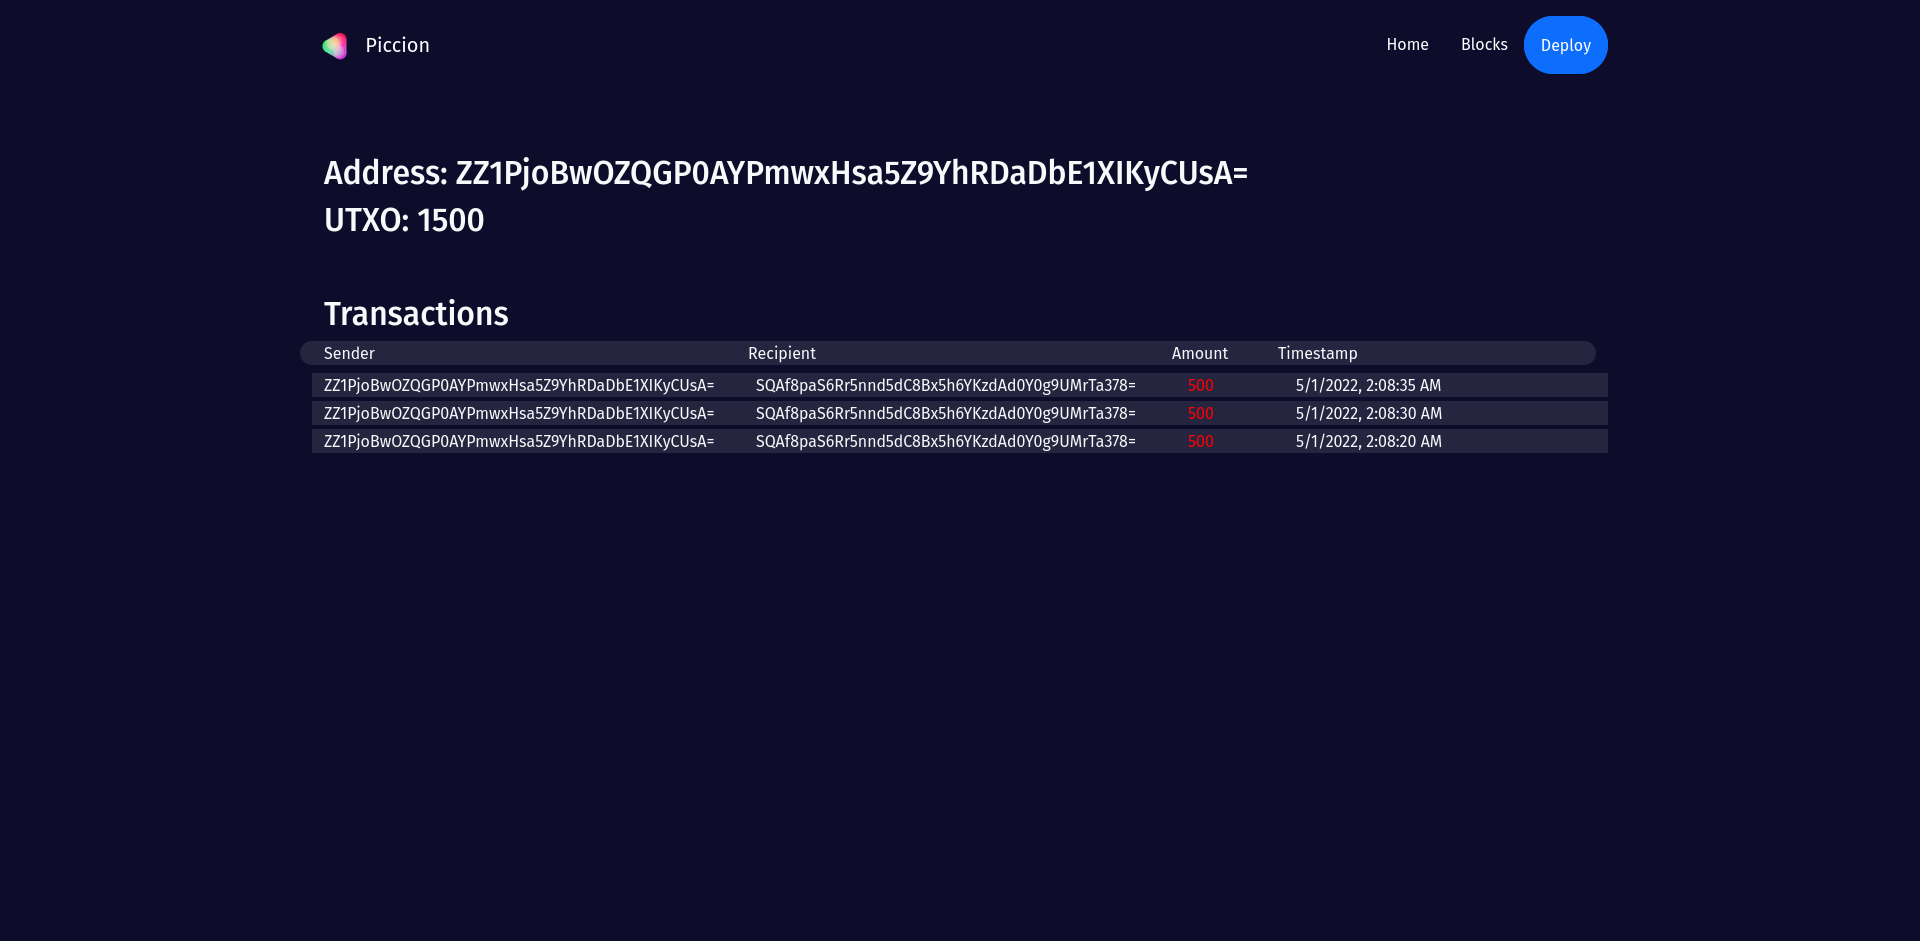 Piccion Home Blocks Deploy
Address: ZZ1PjoBwOZQGP0AYPmwxHsa5Z9YhRDaDbE1XIKyCUsA=
UTXO: 1500
Transactions
Sender Recipient Amount Timestamp
ZZ1PjoBwOZQGP0AYPmwxHsa5Z9YhRDaDbE1XIKyCUsA= SQAf8paS6Rr5nnd5dC8Bx5h6YKzdAd0Y0g9UMrTa378= 500 5/1/2022, 2:08:35 AM
ZZ1PjoBwOZQGP0AYPmwxHsa5Z9YhRDaDbE1XIKyCUsA= SQAf8paS6Rr5nnd5dC8Bx5h6YKzdAd0Y0g9UMrTa378= 500 5/1/2022, 2:08:30 AM
ZZ1PjoBwOZQGP0AYPmwxHsa5Z9YhRDaDbE1XIKyCUsA= SQAf8paS6Rr5nnd5dC8Bx5h6YKzdAd0Y0g9UMrTa378= 500 5/1/2022, 2:08:20 AM